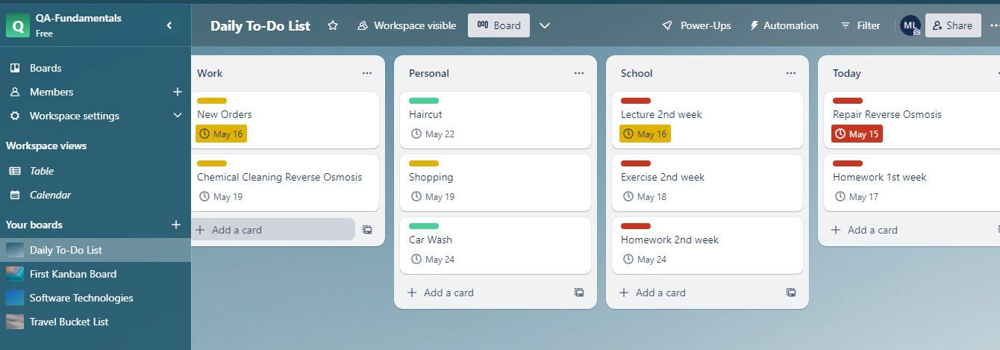 Q
QA-Fundamentals
Free
Boards
Members
Workspace settings
Workspace views
Table
Calendar
Your boards
Daily To-Do List
First Kanban Board
Software Technologies
Travel Bucket List
Daily To-Do List
Workspace visible
Board
Power-Ups
Automation
Filter
ML
Share
Work
New Orders
May 16
Chemical Cleaning Reverse Osmosis
May 19
Add a card
Personal
Haircut
May 22
Shopping
May 19
Car Wash
May 24
Add a card
School
Lecture 2nd week
May 16
Exercise 2nd week
May 18
Homework 2nd week
May 24
Add a card
Today
Repair Reverse Osmosis
May 15
Homework 1st week
May 17
Add a card